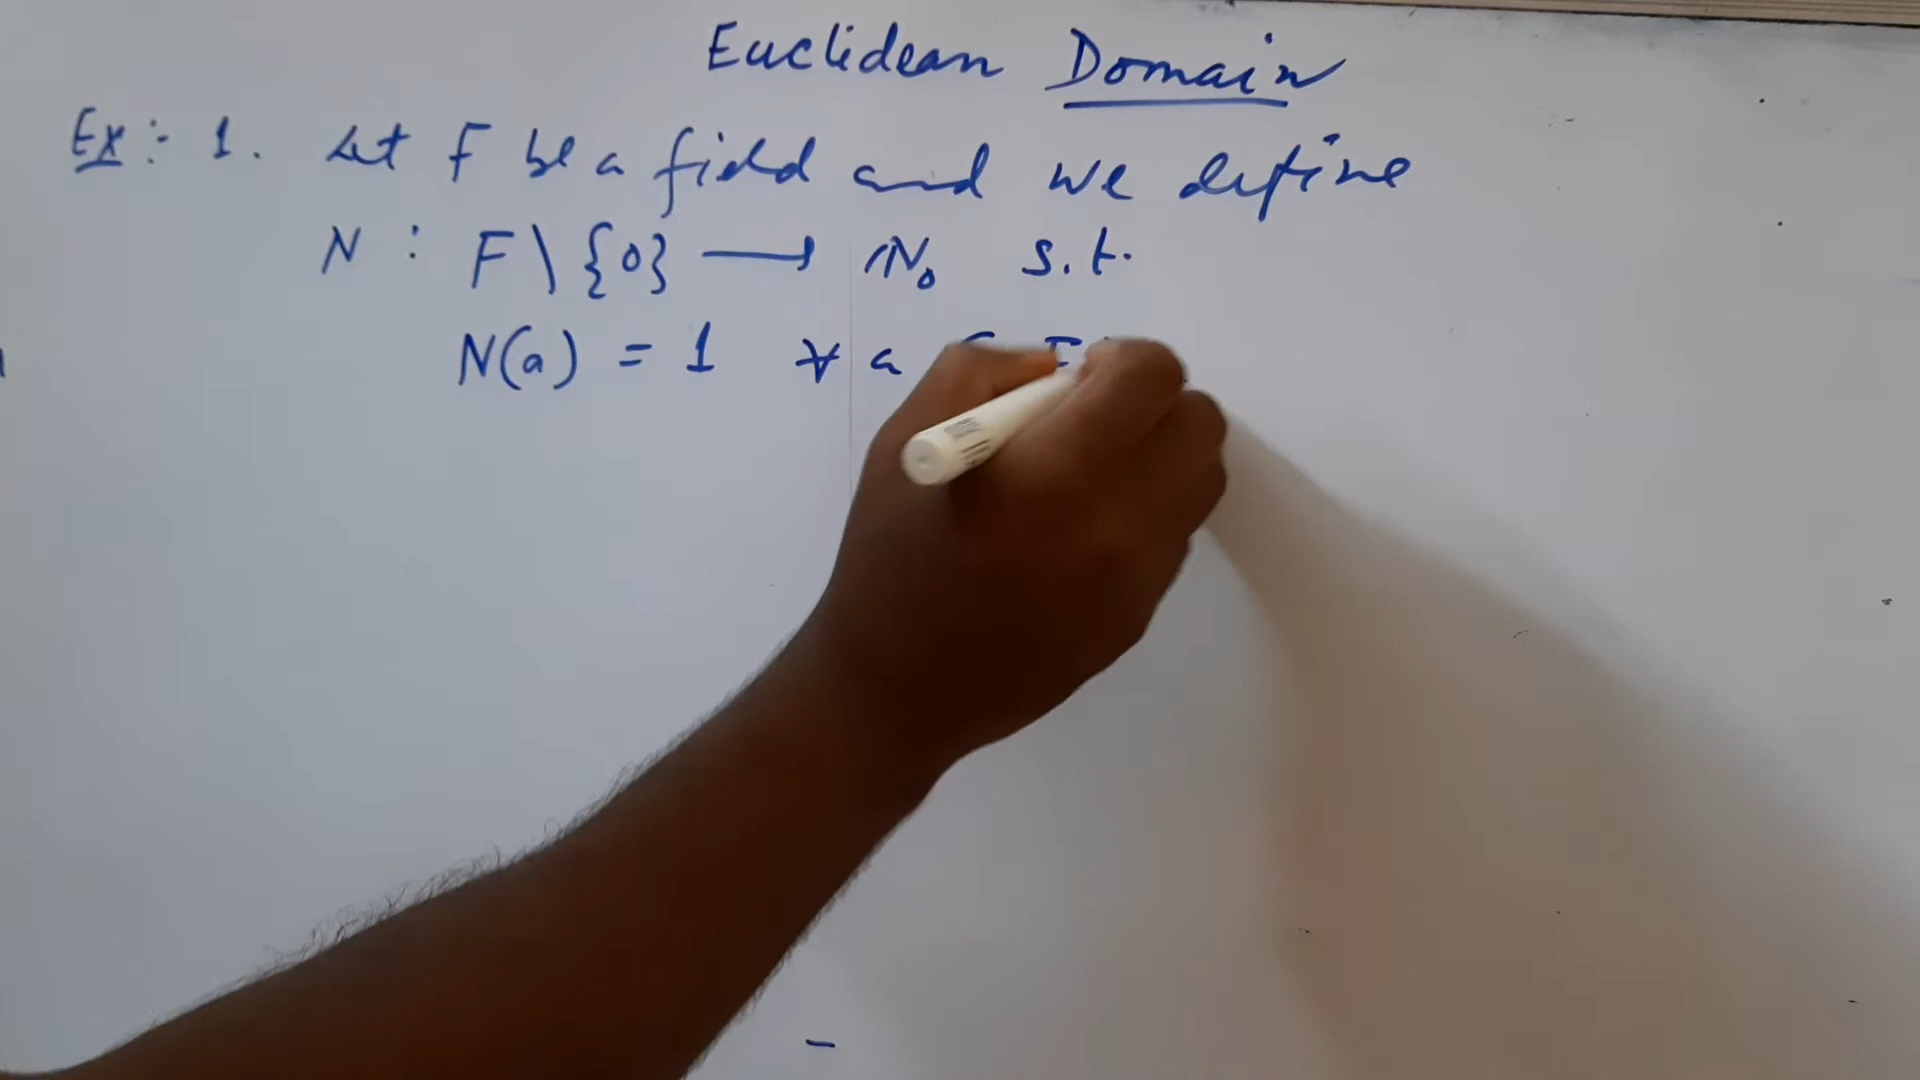 Euclidean Domain
Ex:- 1. Let F be a field and we define
N : F \ {0} ⟶ ℕ₀ s.t.
N(a) = 1 ∀ a ∈ F